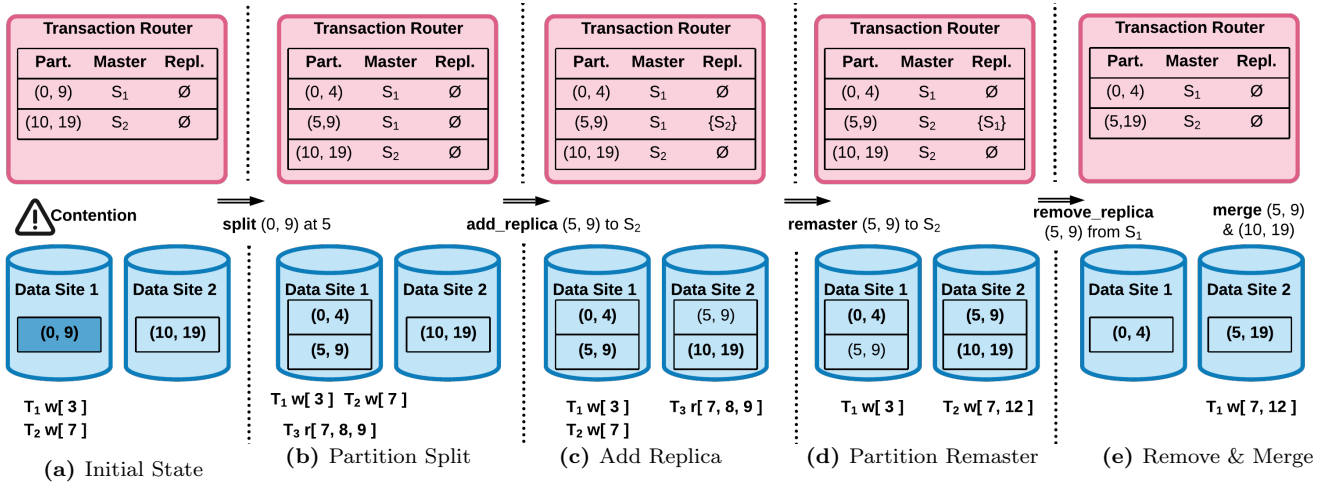 Transaction Router
Part. Master Repl.
(0, 9) S₁ Ø
(10, 19) S₂ Ø
Contention
Data Site 1
(0, 9)
Data Site 2
(10, 19)
T₁ w[ 3 ]
T₂ w[ 7 ]
(a) Initial State
split (0, 9) at 5
Transaction Router
Part. Master Repl.
(0, 4) S₁ Ø
(5,9) S₁ Ø
(10, 19) S₂ Ø
Data Site 1
(0, 4)
(5, 9)
Data Site 2
(10, 19)
T₁ w[ 3 ] T₂ w[ 7 ]
T₃ r[ 7, 8, 9 ]
(b) Partition Split
add_replica (5, 9) to S₂
Transaction Router
Part. Master Repl.
(0, 4) S₁ Ø
(5,9) S₁ {S₂}
(10, 19) S₂ Ø
Data Site 1
(0, 4)
(5, 9)
Data Site 2
(5, 9)
(10, 19)
T₁ w[ 3 ]
T₂ w[ 7 ]
T₃ r[ 7, 8, 9 ]
(c) Add Replica
remaster (5, 9) to S₂
Transaction Router
Part. Master Repl.
(0, 4) S₁ Ø
(5,9) S₂ {S₁}
(10, 19) S₂ Ø
Data Site 1
(0, 4)
(5, 9)
Data Site 2
(5, 9)
(10, 19)
T₁ w[ 3 ]
T₂ w[ 7, 12 ]
(d) Partition Remaster
remove_replica
(5, 9) from S₁
merge (5, 9)
& (10, 19)
Transaction Router
Part. Master Repl.
(0, 4) S₁ Ø
(5,19) S₂ Ø
Data Site 1
(0, 4)
Data Site 2
(5, 19)
T₁ w[ 7, 12 ]
(e) Remove & Merge